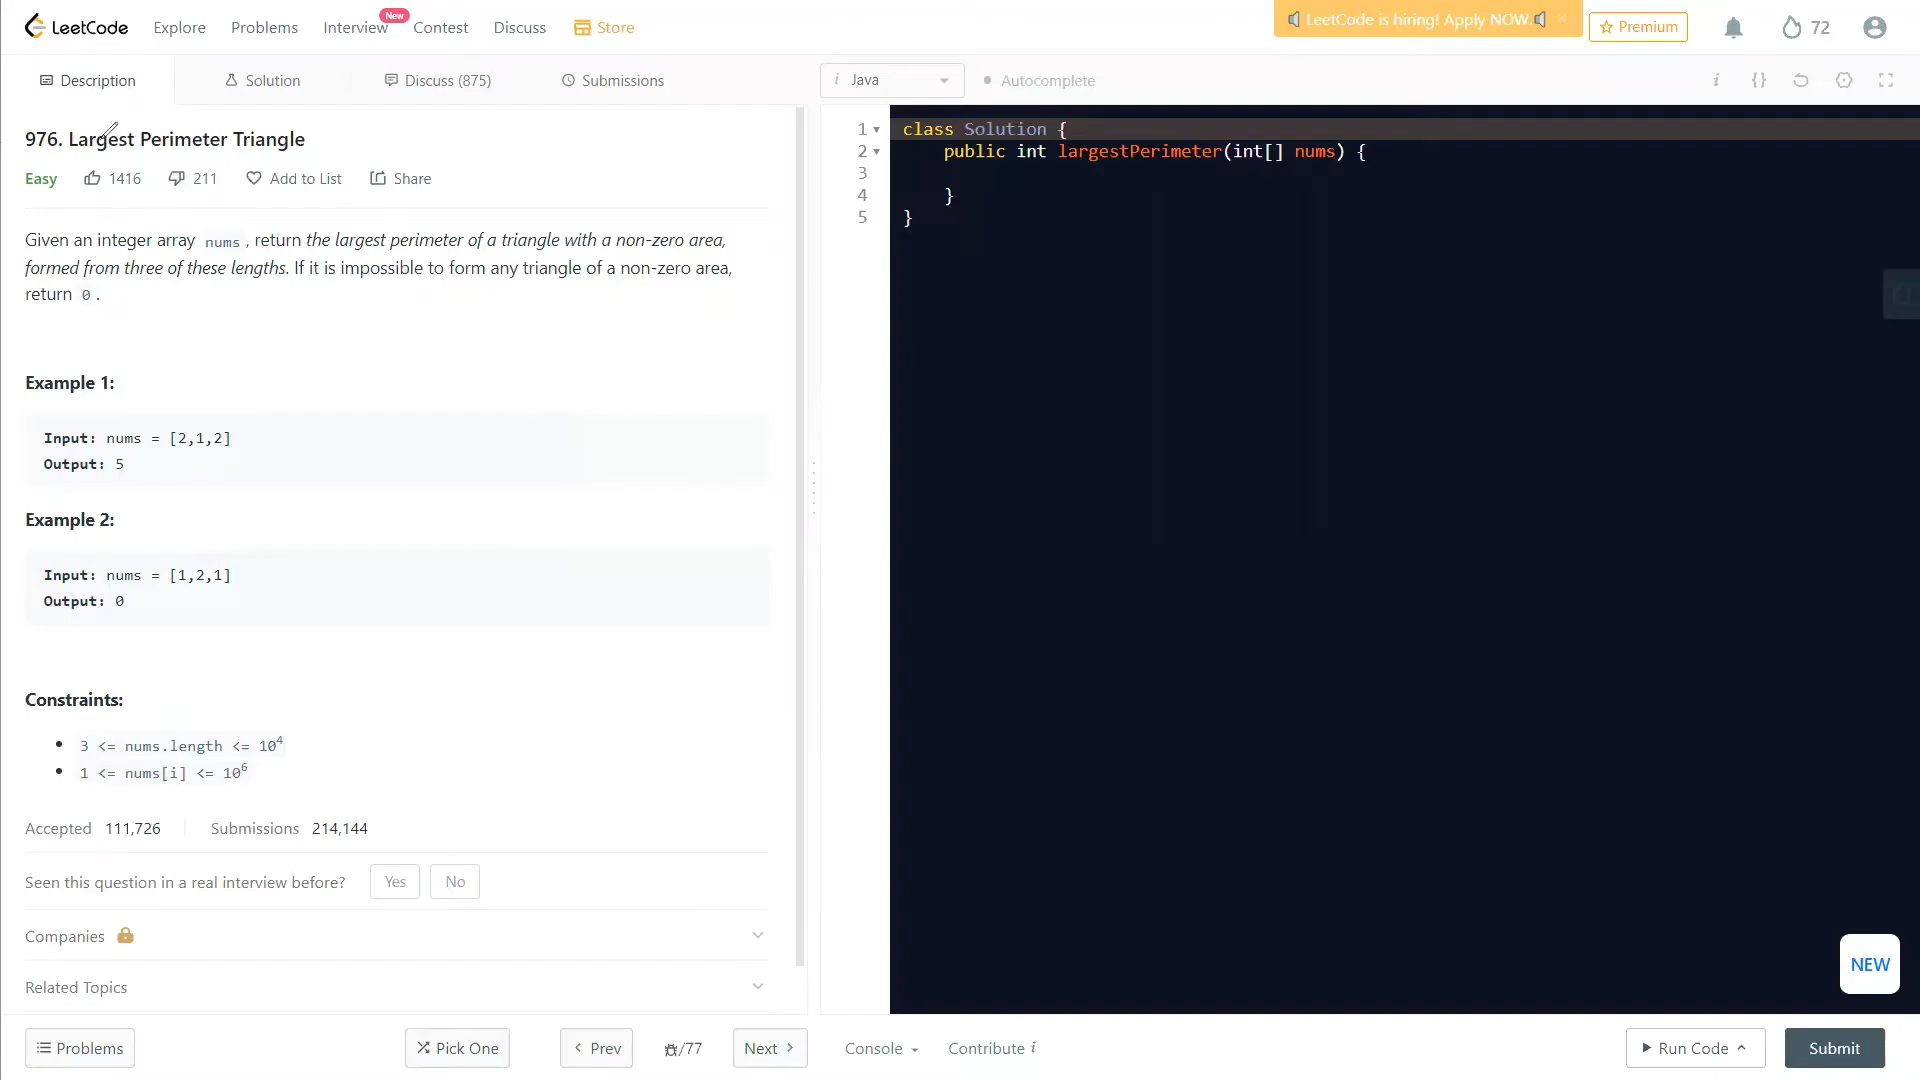 LeetCode Explore Problems Interview New Contest Discuss Store LeetCode is hiring! Apply NOW. × Premium 72
Description Solution Discuss (875) Submissions i Java Autocomplete i {}
976. Largest Perimeter Triangle
Easy 1416 211 Add to List Share
Given an integer array nums, return the largest perimeter of a triangle with a non-zero area,
formed from three of these lengths. If it is impossible to form any triangle of a non-zero area,
return 0.
Example 1:
Input: nums = [2,1,2]
Output: 5
Example 2:
Input: nums = [1,2,1]
Output: 0
Constraints:
3 <= nums.length <= 10^4
1 <= nums[i] <= 10^6
Accepted 111,726 Submissions 214,144
Seen this question in a real interview before? Yes No
Companies
Related Topics
1 class Solution {
2 public int largestPerimeter(int[] nums) {
3
4 }
5 }
NEW
Problems Pick One Prev /77 Next Console Contribute i Run Code Submit